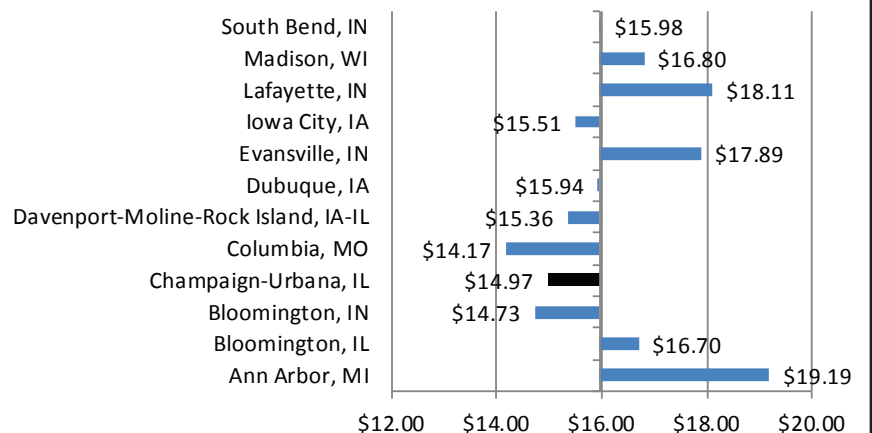 South Bend, IN $15.98
Madison, WI $16.80
Lafayette, IN $18.11
Iowa City, IA $15.51
Evansville, IN $17.89
Dubuque, IA $15.94
Davenport-Moline-Rock Island, IA-IL $15.36
Columbia, MO $14.17
Champaign-Urbana, IL $14.97
Bloomington, IN $14.73
Bloomington, IL $16.70
Ann Arbor, MI $19.19
$12.00 $14.00 $16.00 $18.00 $20.00